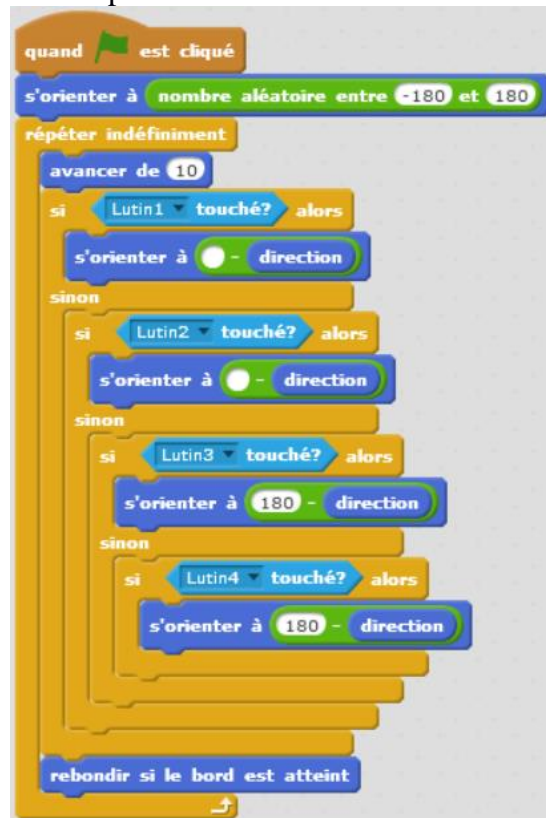 quand est cliqué
s'orienter à nombre aléatoire entre -180 et 180
répéter indéfiniment
avancer de 10
si Lutin1 touché? alors
s'orienter à - direction
sinon
si Lutin2 touché? alors
s'orienter à - direction
sinon
si Lutin3 touché? alors
s'orienter à 180 - direction
sinon
si Lutin4 touché? alors
s'orienter à 180 - direction
rebondir si le bord est atteint